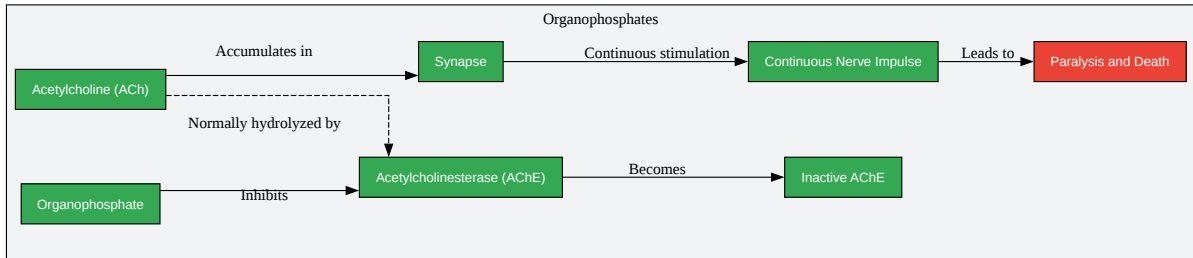 Organophosphates
Accumulates in
Synapse
Continuous stimulation
Continuous Nerve Impulse
Leads to
Paralysis and Death
Acetylcholine (ACh)
Normally hydrolyzed by
Organophosphate
Inhibits
Acetylcholinesterase (AChE)
Becomes
Inactive AChE